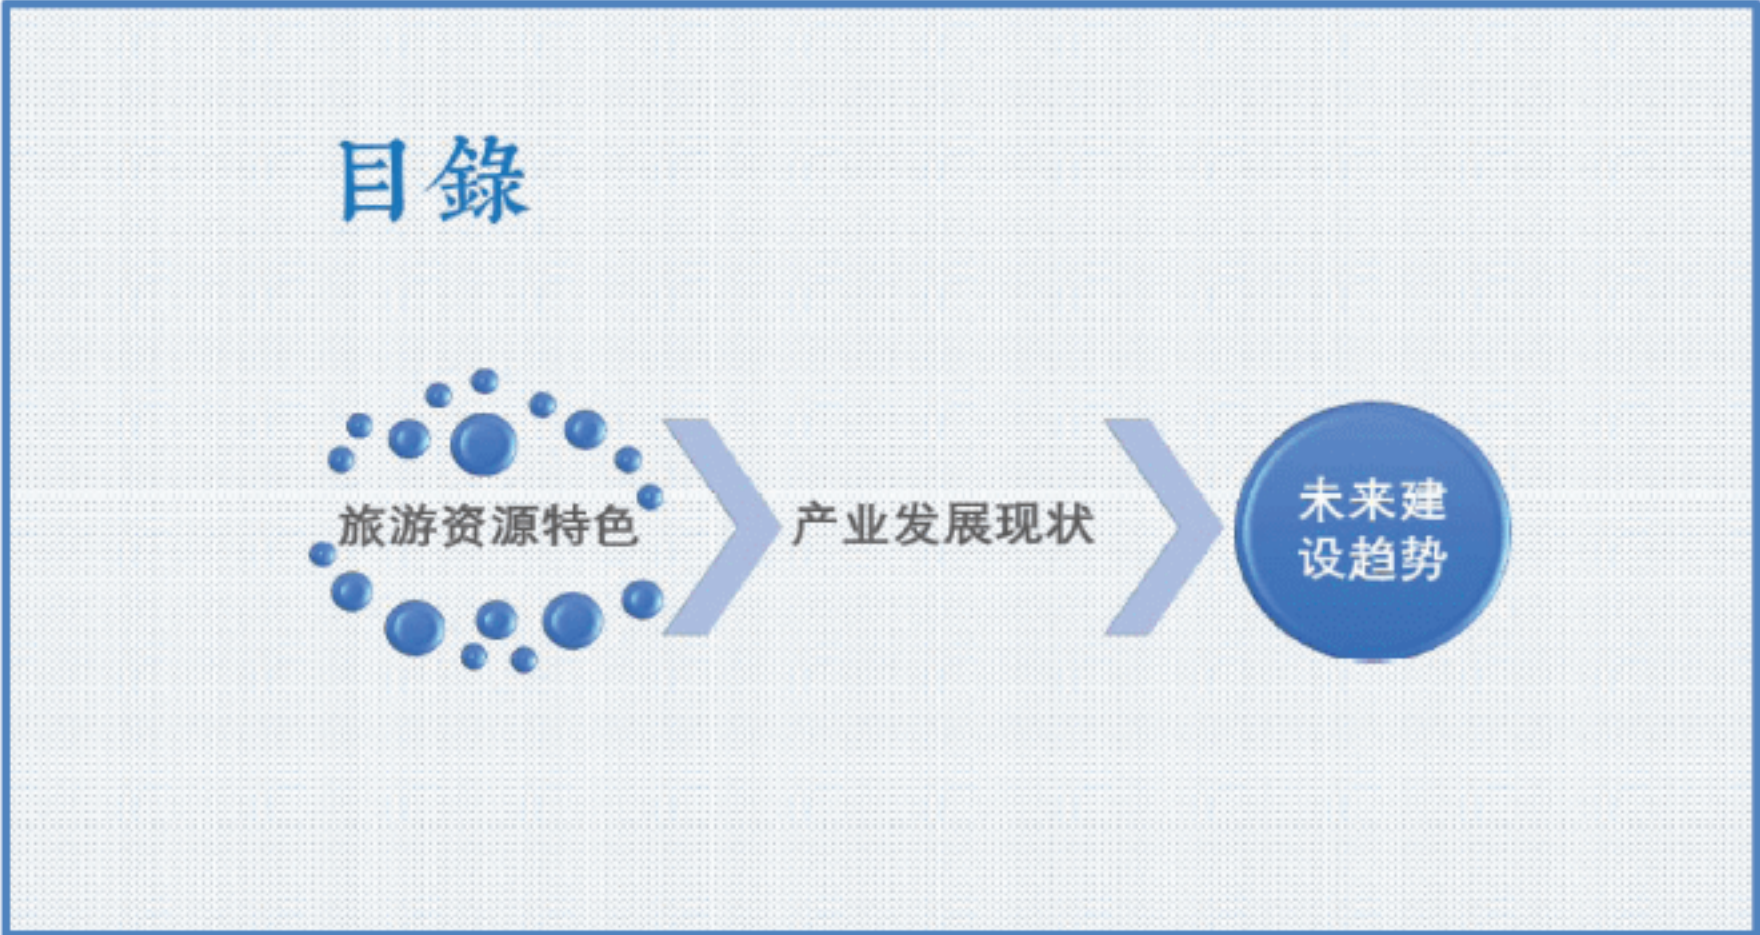 目錄
旅游资源特色
产业发展现状
未来建
设趋势